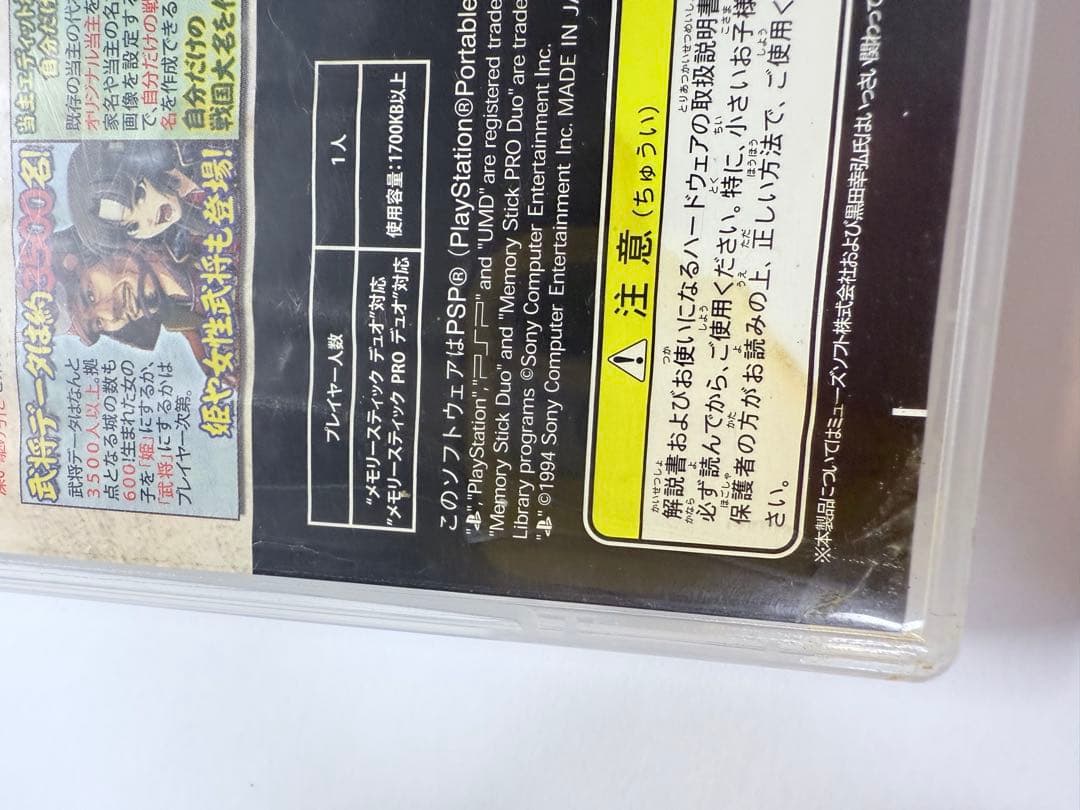 当主エディットで
自分だけ
既存の当主の代
オリジナル当主を
家名や当主の名
画像を設定する
で自分だけの戦
名を作成できる
自分だけの
戦国大名を作
武将データは約3500名!
武将データはなんと
3500人以上。拠
点となる城の数も
600!生まれた女の
子を「姫」にするか、
「武将」にするかは
プレイヤー次第。
姫や女性武将も登場!
プレイヤー人数
1人
“メモリースティック デュオ”対応
“メモリースティック PRO デュオ”対応
使用容量:1700KB以上
このソフトウェアはPSP®(PlayStation®Portable
"PlayStation", and "UMD" are registered trade
"Memory Stick Duo" and "Memory Stick PRO Duo" are trade
Library programs ©Sony Computer Entertainment Inc.
©1994 Sony Computer Entertainment Inc. MADE IN JA
注意(ちゅうい)
解説書およびお使いになるハードウェアの取扱説明書
必ず読んでから、ご使用ください。特に、小さいお子様
保護者の方がお読みの上、正しい方法で、ご使用く
さい。
※本製品についてはミューズソフト株式会社および黒田幸弘氏はいっさい関わって